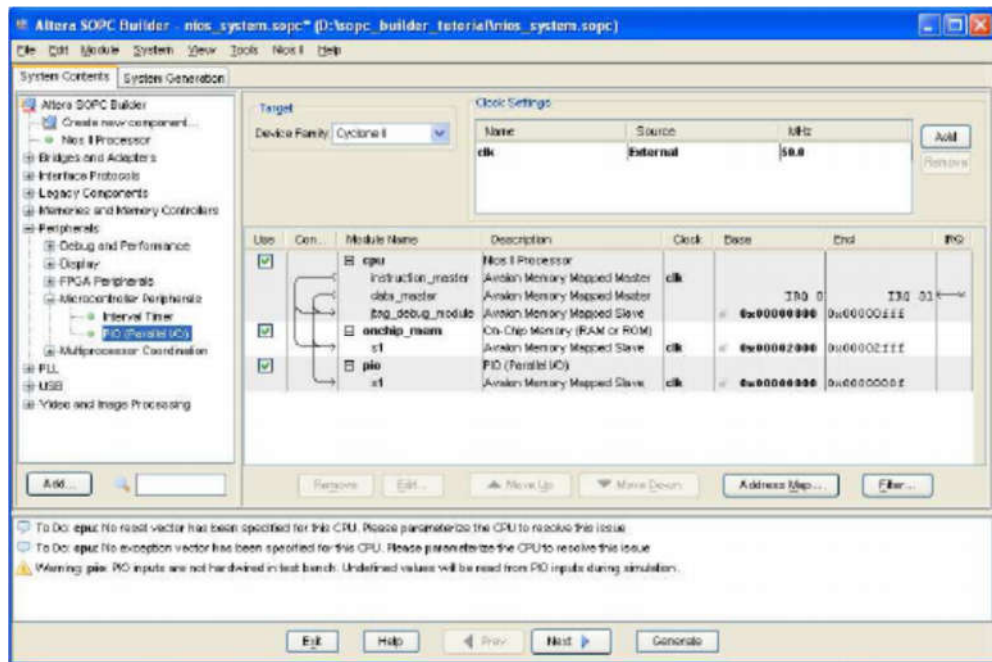 Altera SOPC Builder - nios_system.sopc* (D:\sopc_builder_tutorial\nios_system.sopc)
File Edit Module System View Tools Nios II Help
System Contents System Generation
Altera SOPC Builder
Create new component...
Nios II Processor
Bridges and Adapters
Interface Protocols
Legacy Components
Memories and Memory Controllers
Peripherals
Debug and Performance
Display
FPGA Peripherals
Microcontroller Peripherals
Interval Timer
PIO (Parallel I/O)
Multiprocessor Coordination
PLL
USB
Video and Image Processing
Add...
Target
Device Family: Cyclone II
Clock Settings
Name Source MHz
clk External 50.0
Add
Remove
Use Con... Module Name Description Clock Base End IRQ
cpu Nios II Processor
instruction_master Avalon Memory Mapped Master clk
data_master Avalon Memory Mapped Master IRQ 0 IRQ 31
jtag_debug_module Avalon Memory Mapped Slave 0x00000000 0x00000fff
onchip_mem On-Chip Memory (RAM or ROM)
s1 Avalon Memory Mapped Slave clk 0x00002000 0x00002fff
pio PIO (Parallel I/O)
s1 Avalon Memory Mapped Slave clk 0x00000000 0x0000000f
Remove Edit... Move Up Move Down Address Map... Filter...
To Do: cpu: No reset vector has been specified for this CPU. Please parameterize the CPU to resolve this issue
To Do: cpu: No exception vector has been specified for this CPU. Please parameterize the CPU to resolve this issue
Warning: pio: PIO inputs are not hardwired in test bench. Undefined values will be read from PIO inputs during simulation.
Exit Help Prev Next Generate